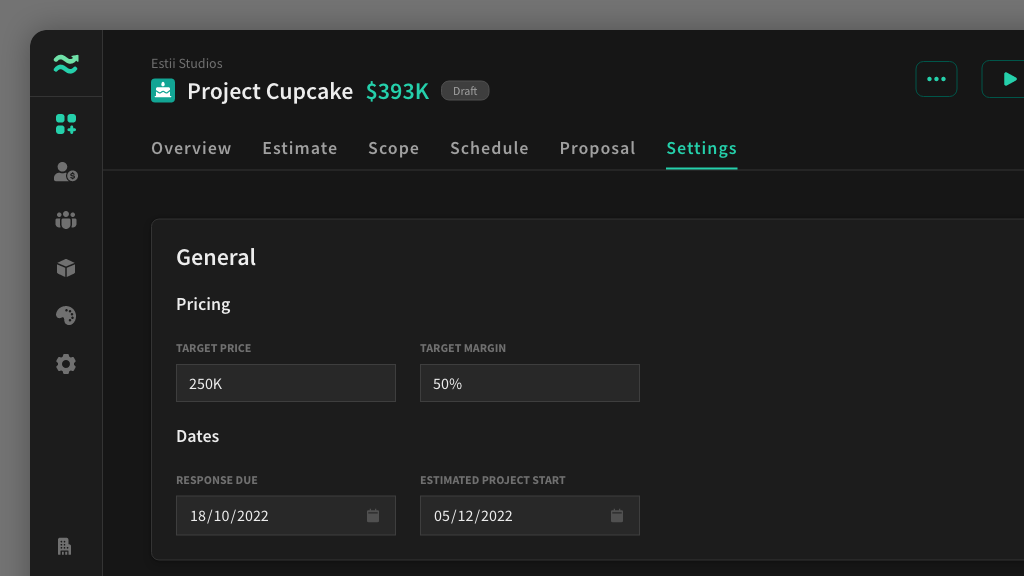 Estii Studios
Project Cupcake $393K Draft
Overview Estimate Scope Schedule Proposal Settings
General
Pricing
TARGET PRICE TARGET MARGIN
250K 50%
Dates
RESPONSE DUE ESTIMATED PROJECT START
18/10/2022 05/12/2022